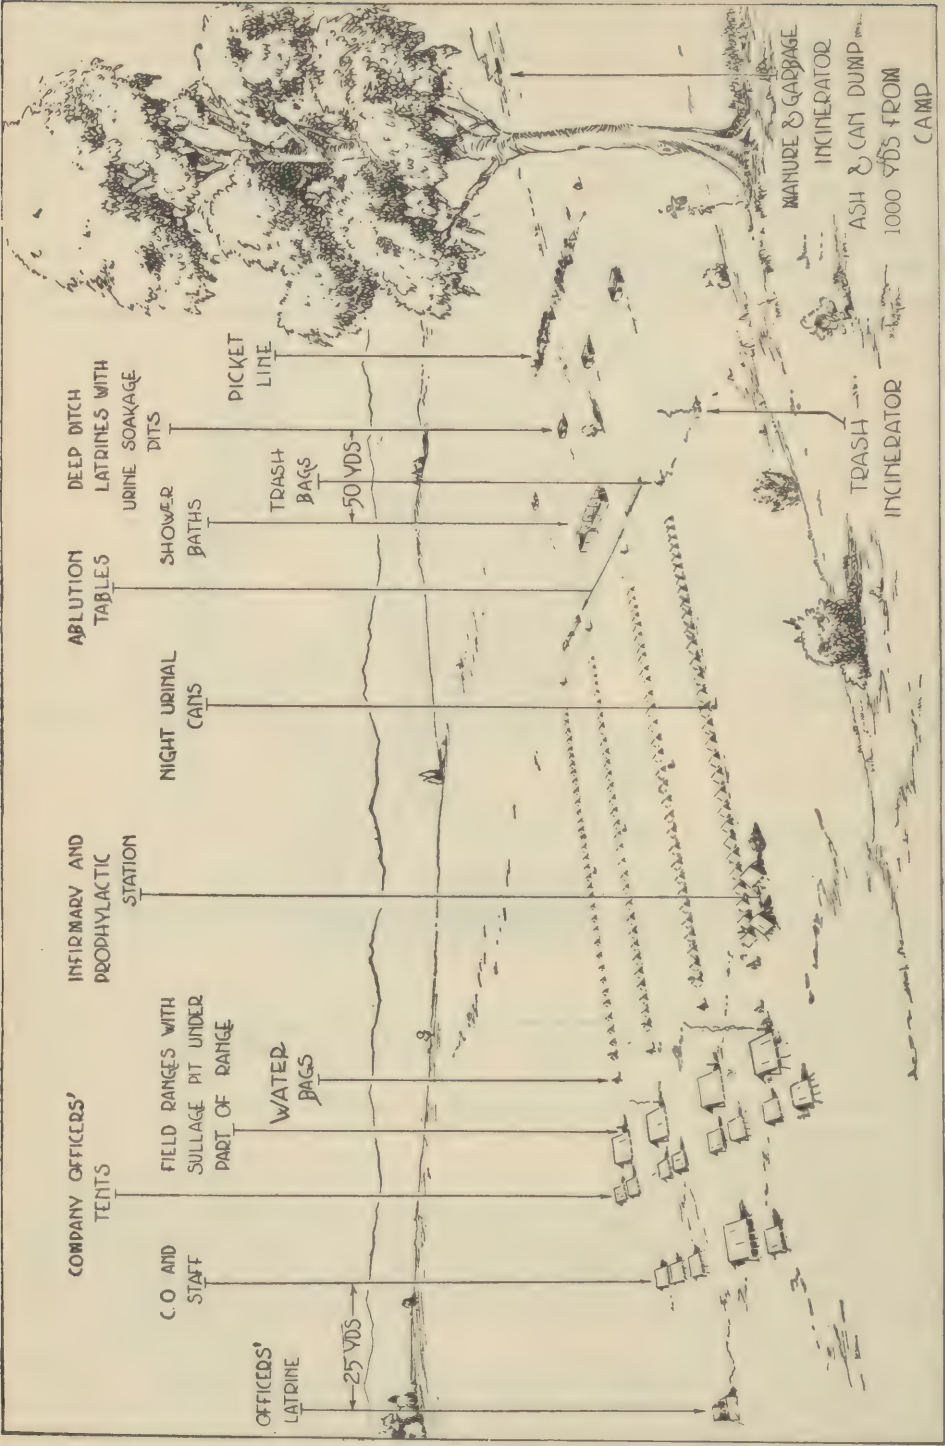 OFFICERS'
LATRINE
25 YDS
C.O AND
STAFF
COMPANY OFFICERS'
TENTS
FIELD RANGES WITH
SULLAGE PIT UNDER
PART OF RANGE
WATER
BAGS
INFIRMARY AND
PROPHYLACTIC
STATION
NIGHT URINAL
CANS
ABLUTION
TABLES
SHOWER
BATHS
TRASH
BAGS
50 YDS
DEEP DITCH
LATRINES WITH
URINE SOAKAGE
PITS
PICKET
LINE
TRASH
INCINERATOR
MANURE & GARBAGE
INCINERATOR
ASH & CAN DUMP
1000 YDS FROM
CAMP